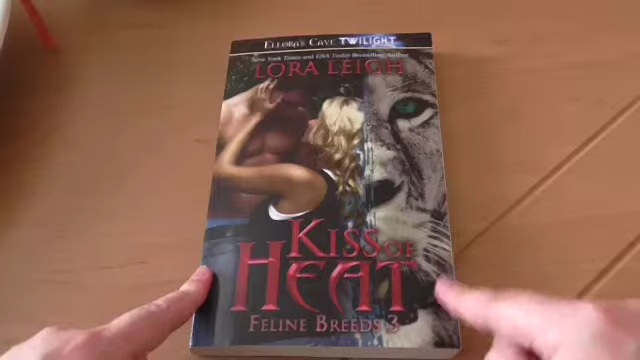 ELLORA'S CAVE TWILIGHT
New York Times and USA Today Bestselling Author
LORA LEIGH
KISS OF
HEAT
FELINE BREEDS 3